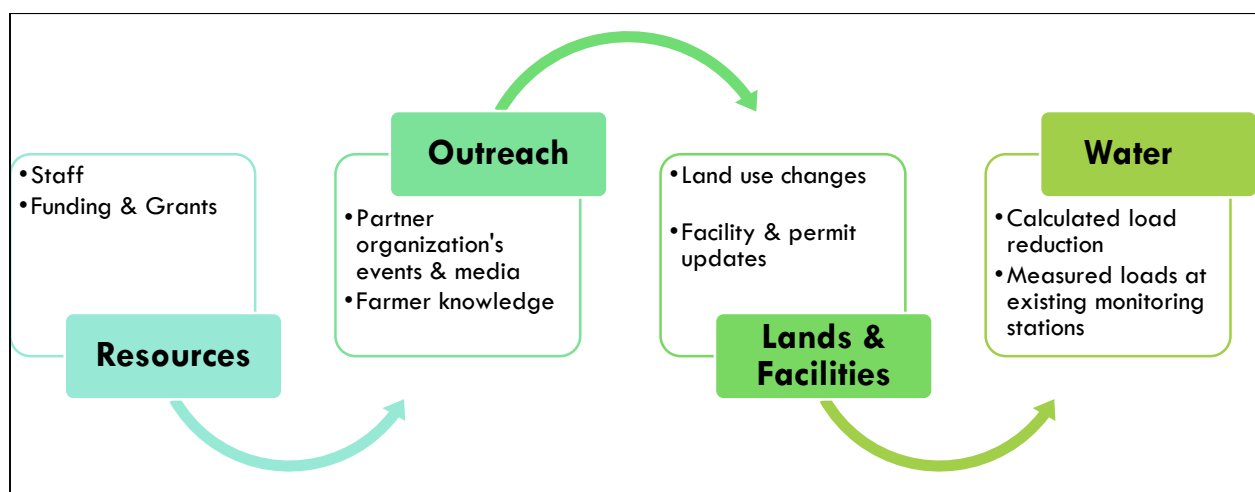 •Staff
•Funding & Grants
Resources
Outreach
•Partner
organization's
events & media
•Farmer knowledge
•Land use changes
•Facility & permit
updates
Lands &
Facilities
Water
•Calculated load
reduction
•Measured loads at
existing monitoring
stations